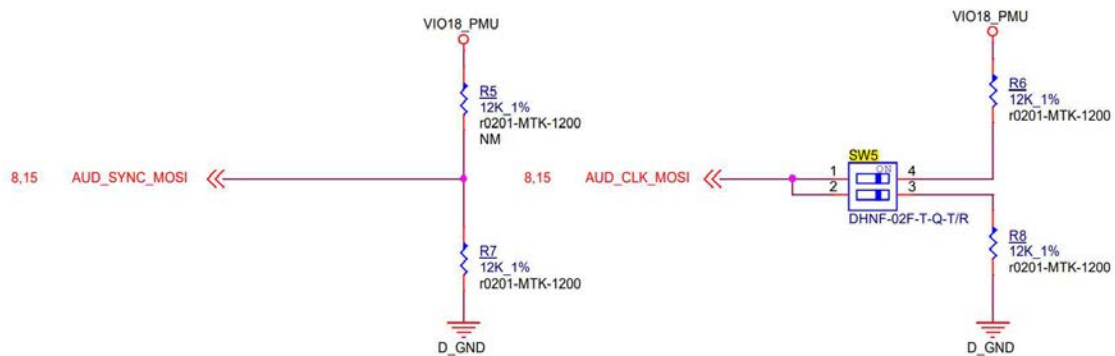 VIO18_PMU
R5
12K_1%
r0201-MTK-1200
NM
8,15 AUD_SYNC_MOSI
R7
12K_1%
r0201-MTK-1200
D_GND
VIO18_PMU
R6
12K_1%
r0201-MTK-1200
SW5
ON
8,15 AUD_CLK_MOSI
1 4
2 3
DHNF-02F-T-Q-T/R
R8
12K_1%
r0201-MTK-1200
D_GND